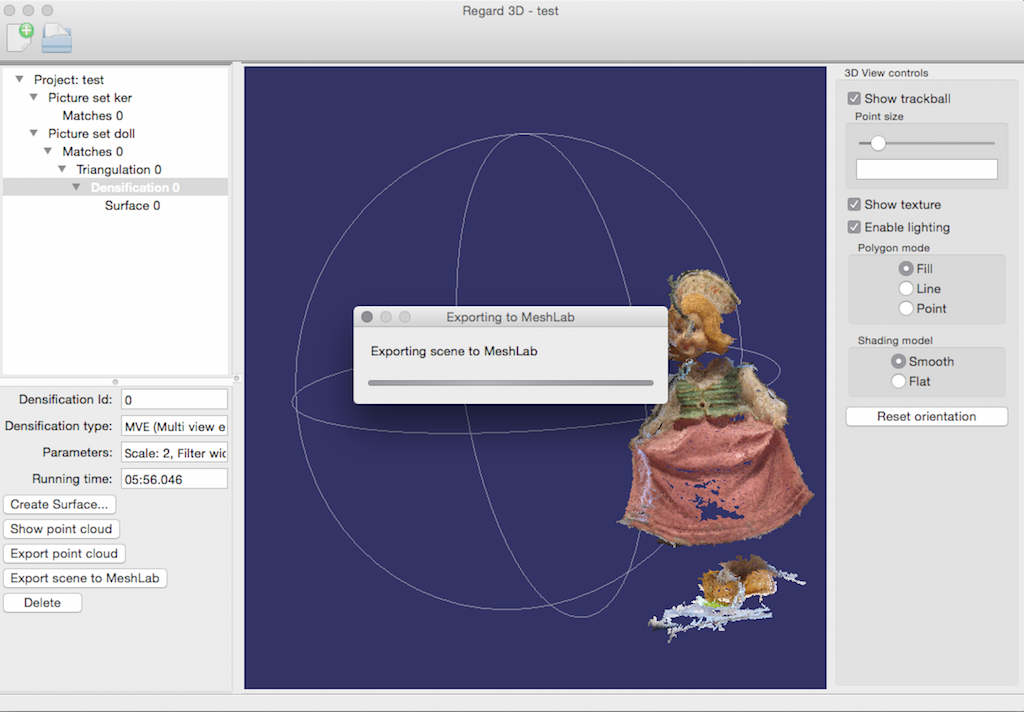 Regard 3D - test
Project: test
Picture set ker
Matches 0
Picture set doll
Matches 0
Triangulation 0
Densification 0
Surface 0
Densification Id: 0
Densification type: MVE (Multi view e
Parameters: Scale: 2, Filter wid
Running time: 05:56.046
Create Surface...
Show point cloud
Export point cloud
Export scene to MeshLab
Delete
Exporting to MeshLab
Exporting scene to MeshLab
3D View controls
Show trackball
Point size
Show texture
Enable lighting
Polygon mode
Fill
Line
Point
Shading model
Smooth
Flat
Reset orientation